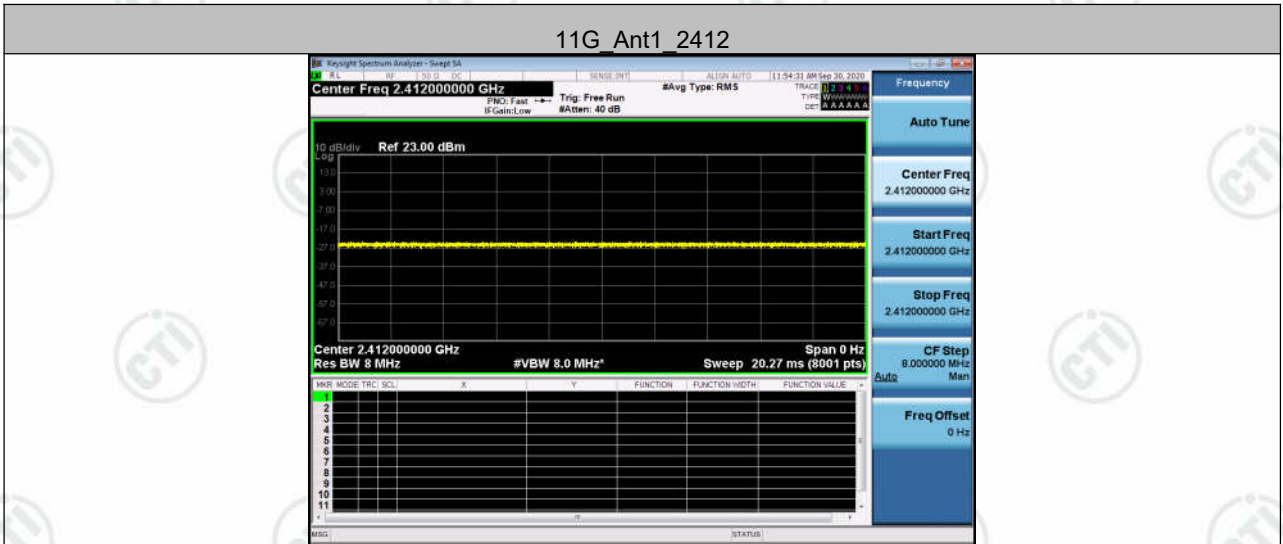 11G_Ant1_2412
Keysight Spectrum Analyzer - Swept SA
RL RF 50 Ω DC SENSE:INT ALIGN AUTO 11:54:31 AM Sep 30, 2020
Center Freq 2.412000000 GHz #Avg Type: RMS TRACE 1 2 3 4 5 6
PNO: Fast Trig: Free Run TYPE
IFGain:Low #Atten: 40 dB DET A A A A A A
Frequency
Auto Tune
10 dB/div Ref 23.00 dBm
Log
13.0
3.00
-7.00
-17.0
-27.0
-37.0
-47.0
-57.0
-67.0
Center Freq
2.412000000 GHz
Start Freq
2.412000000 GHz
Stop Freq
2.412000000 GHz
CF Step
8.000000 MHz
Auto Man
Freq Offset
0 Hz
Center 2.412000000 GHz Span 0 Hz
Res BW 8 MHz #VBW 8.0 MHz* Sweep 20.27 ms (8001 pts)
MKR MODE TRC SCL X Y FUNCTION FUNCTION WIDTH FUNCTION VALUE
1
2
3
4
5
6
7
8
9
10
11
MSG STATUS
CTI
CTI
CTI
CTI